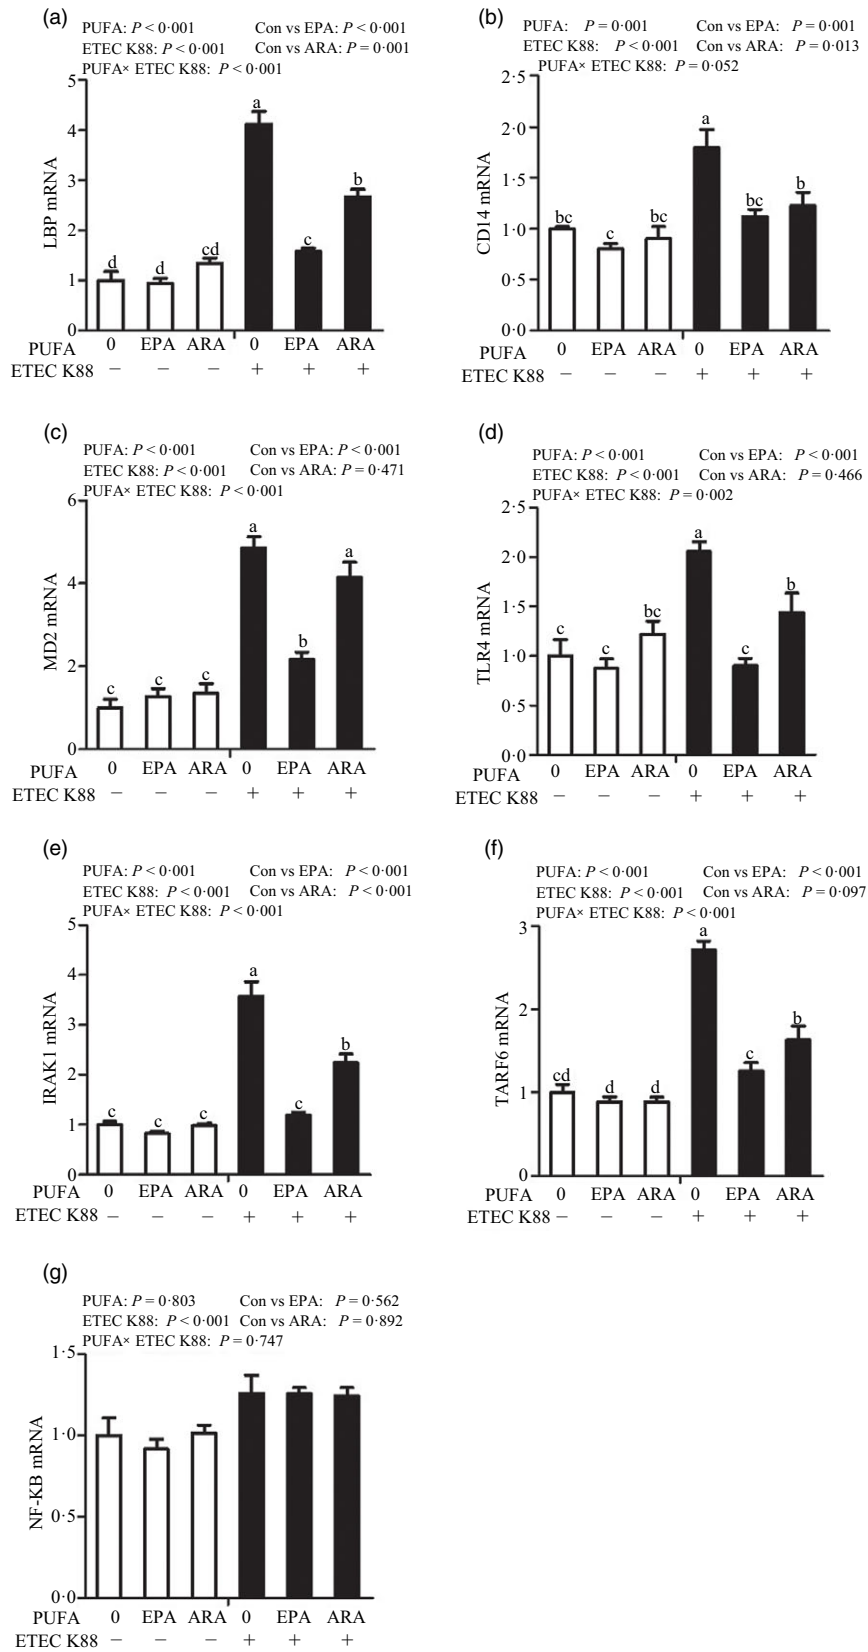 (a)
PUFA: P < 0·001 Con vs EPA: P < 0·001
ETEC K88: P < 0·001 Con vs ARA: P = 0·001
PUFA× ETEC K88: P < 0·001
5
4
3
2
1
0
LBP mRNA
d d cd a c b
PUFA 0 EPA ARA 0 EPA ARA
ETEC K88 − − − + + +
(b)
PUFA: P = 0·001 Con vs EPA: P = 0·001
ETEC K88: P < 0·001 Con vs ARA: P = 0·013
PUFA× ETEC K88: P = 0·052
2·5
2·0
1·5
1·0
0·5
0·0
CD14 mRNA
bc c bc a bc b
PUFA 0 EPA ARA 0 EPA ARA
ETEC K88 − − − + + +
(c)
PUFA: P < 0·001 Con vs EPA: P < 0·001
ETEC K88: P < 0·001 Con vs ARA: P = 0·471
PUFA× ETEC K88: P < 0·001
6
4
2
0
MD2 mRNA
c c c a b a
PUFA 0 EPA ARA 0 EPA ARA
ETEC K88 − − − + + +
(d)
PUFA: P < 0·001 Con vs EPA: P < 0·001
ETEC K88: P < 0·001 Con vs ARA: P = 0·466
PUFA× ETEC K88: P = 0·002
2·5
2·0
1·5
1·0
0·5
0·0
TLR4 mRNA
c c bc a c b
PUFA 0 EPA ARA 0 EPA ARA
ETEC K88 − − − + + +
(e)
PUFA: P < 0·001 Con vs EPA: P < 0·001
ETEC K88: P < 0·001 Con vs ARA: P < 0·001
PUFA× ETEC K88: P < 0·001
5
4
3
2
1
0
IRAK1 mRNA
c c c a c b
PUFA 0 EPA ARA 0 EPA ARA
ETEC K88 − − − + + +
(f)
PUFA: P < 0·001 Con vs EPA: P < 0·001
ETEC K88: P < 0·001 Con vs ARA: P = 0·097
PUFA× ETEC K88: P < 0·001
3
2
1
0
TARF6 mRNA
cd d d a c b
PUFA 0 EPA ARA 0 EPA ARA
ETEC K88 − − − + + +
(g)
PUFA: P = 0·803 Con vs EPA: P = 0·562
ETEC K88: P < 0·001 Con vs ARA: P = 0·892
PUFA× ETEC K88: P = 0·747
1·5
1·0
0·5
0·0
NF-KB mRNA
PUFA 0 EPA ARA 0 EPA ARA
ETEC K88 − − − + + +